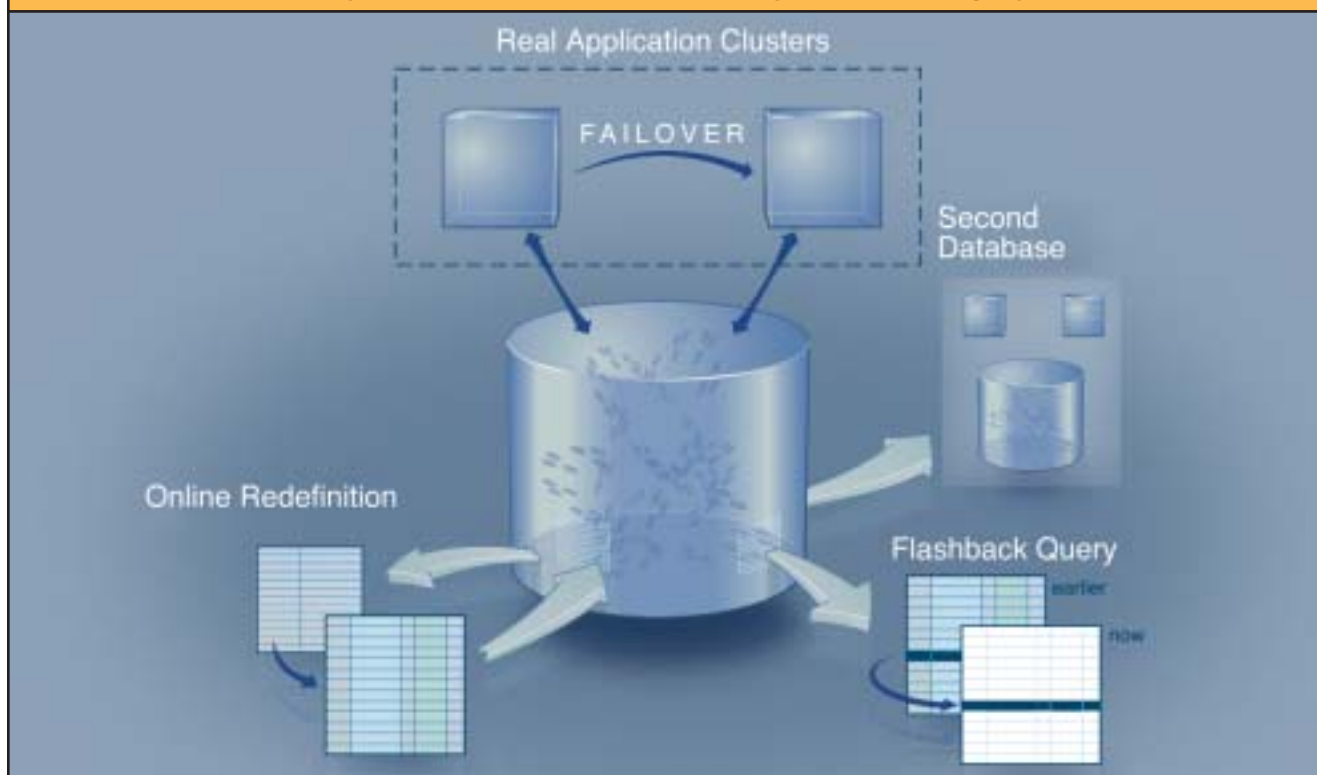 Real Application Clusters
FAILOVER
Second
Database
Online Redefinition
Flashback Query
earlier
now